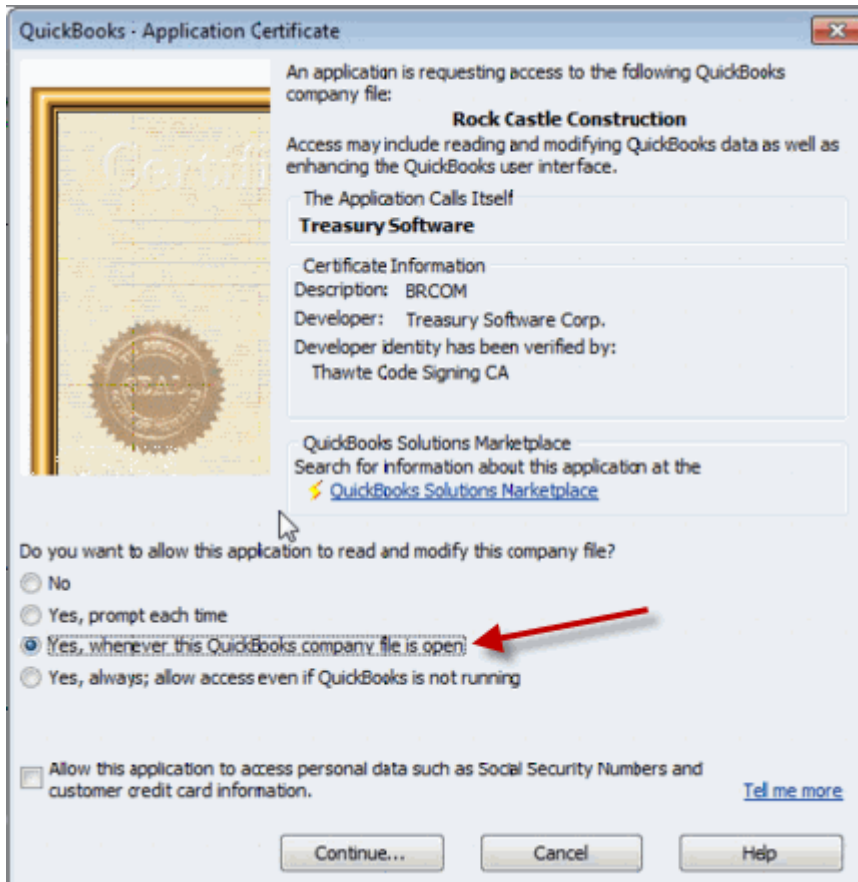 QuickBooks - Application Certificate
An application is requesting access to the following QuickBooks
company file:
Rock Castle Construction
Access may include reading and modifying QuickBooks data as well as
enhancing the QuickBooks user interface.
The Application Calls Itself
Treasury Software
Certificate Information
Description: BRCOM
Developer: Treasury Software Corp.
Developer identity has been verified by:
Thawte Code Signing CA
QuickBooks Solutions Marketplace
Search for information about this application at the
QuickBooks Solutions Marketplace
Do you want to allow this application to read and modify this company file?
No
Yes, prompt each time
Yes, whenever this QuickBooks company file is open
Yes, always; allow access even if QuickBooks is not running
Allow this application to access personal data such as Social Security Numbers and
customer credit card information.
Tell me more
Continue...
Cancel
Help